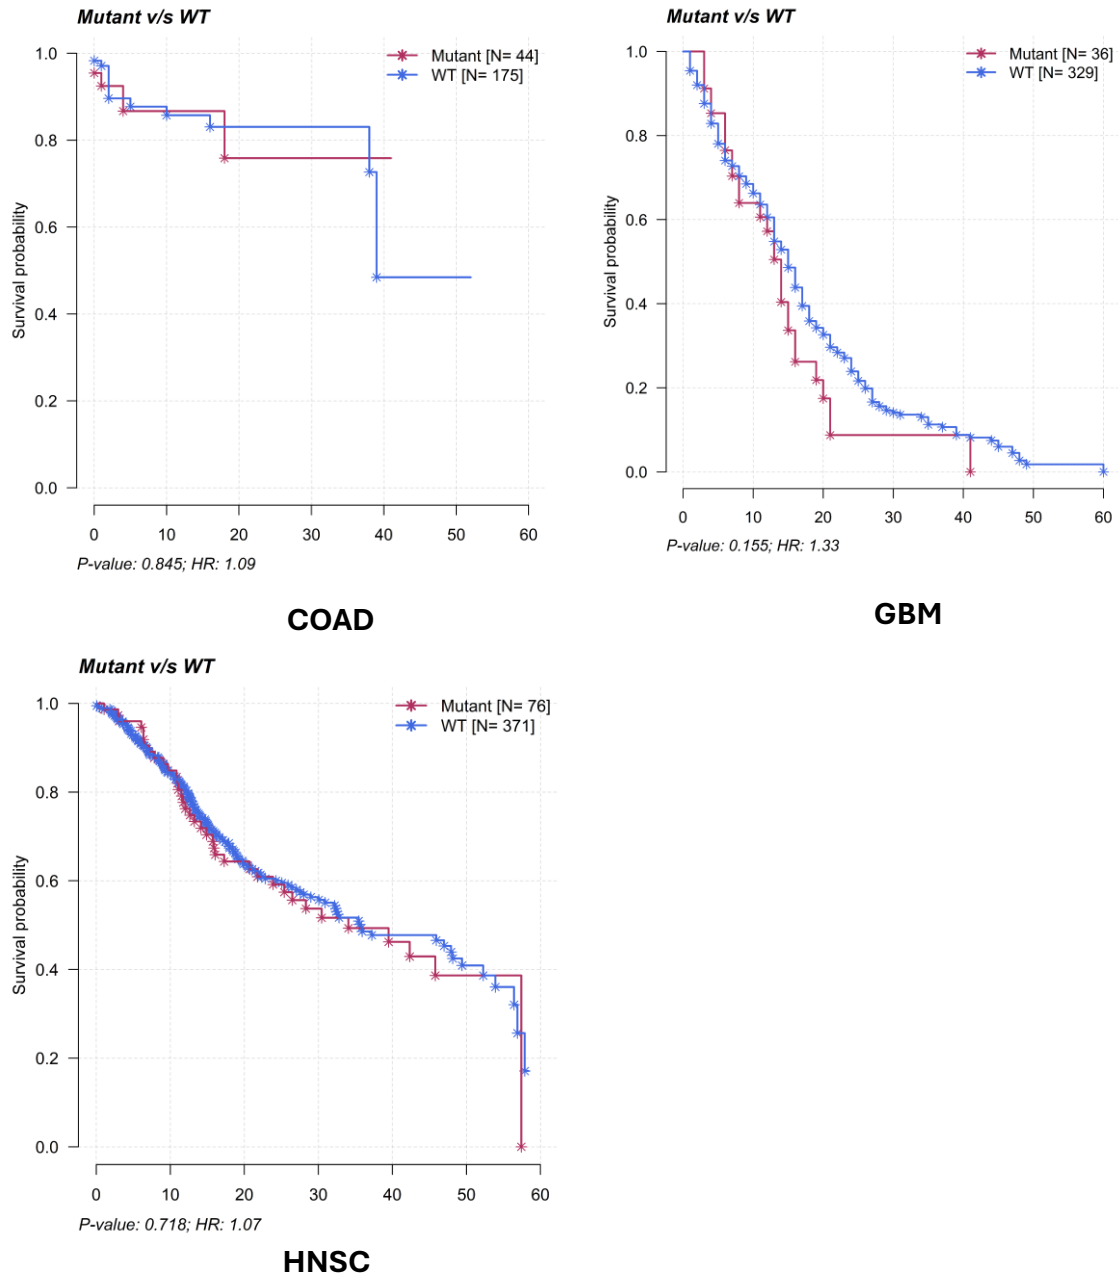 Mutant v/s WT
Mutant [N= 44]
WT [N= 175]
Survival probability
1.0
0.8
0.6
0.4
0.2
0.0
0 10 20 30 40 50 60
P-value: 0.845; HR: 1.09
COAD
Mutant v/s WT
Mutant [N= 36]
WT [N= 329]
Survival probability
1.0
0.8
0.6
0.4
0.2
0.0
0 10 20 30 40 50 60
P-value: 0.155; HR: 1.33
GBM
Mutant v/s WT
Mutant [N= 76]
WT [N= 371]
Survival probability
1.0
0.8
0.6
0.4
0.2
0.0
0 10 20 30 40 50 60
P-value: 0.718; HR: 1.07
HNSC